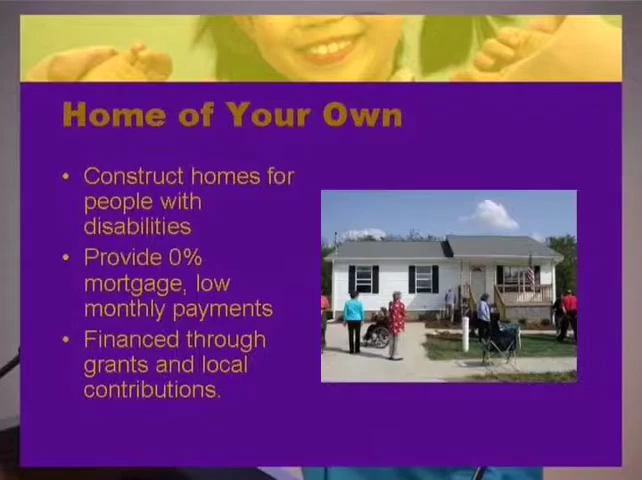 Home of Your Own
• Construct homes for
people with
disabilities
• Provide 0%
mortgage, low
monthly payments
• Financed through
grants and local
contributions.